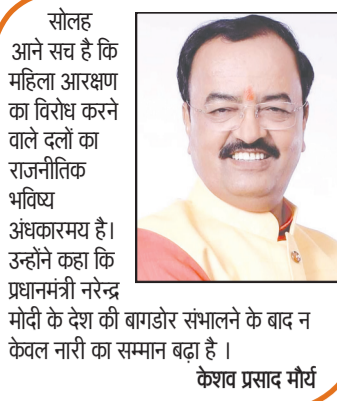 सोलह
आने सच है कि
महिला आरक्षण
का विरोध करने
वाले दलों का
राजनीतिक
भविष्य
अंधकारमय है।
उन्होंने कहा कि
प्रधानमंत्री नरेन्द्र
मोदी के देश की बागडोर संभालने के बाद न
केवल नारी का सम्मान बढ़ा है ।
केशव प्रसाद मौर्य